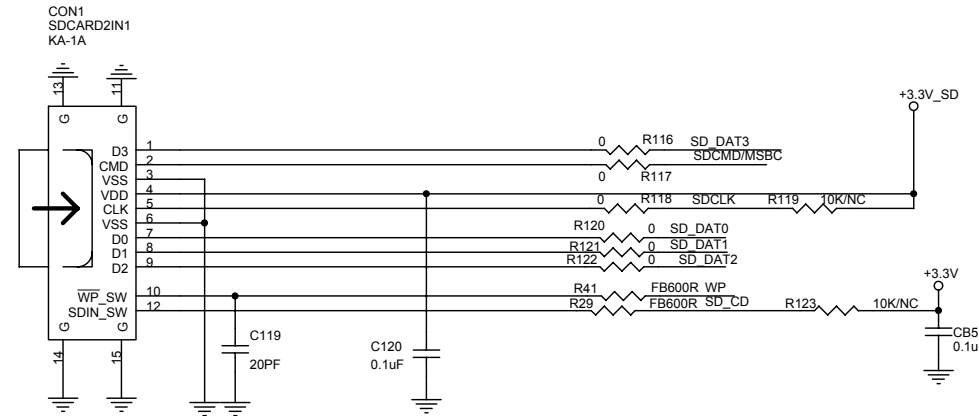 CON1
SDCARD2IN1
KA-1A
13
11
G
G
+3.3V_SD
D3
1
0
R116
SD_DAT3
CMD
2
SDCMD/MSBC
VSS
3
0
R117
VDD
4
CLK
5
0
R118
SDCLK
R119
10K/NC
VSS
6
D0
7
R120
0
SD_DAT0
D1
8
R121
0
SD_DAT1
D2
9
R122
0
SD_DAT2
+3.3V
WP_SW
10
R41
FB600R
WP
SDIN_SW
12
R29
FB600R
SD_CD
R123
10K/NC
G
G
C119
20PF
C120
0.1uF
CB5
0.1u
14
15